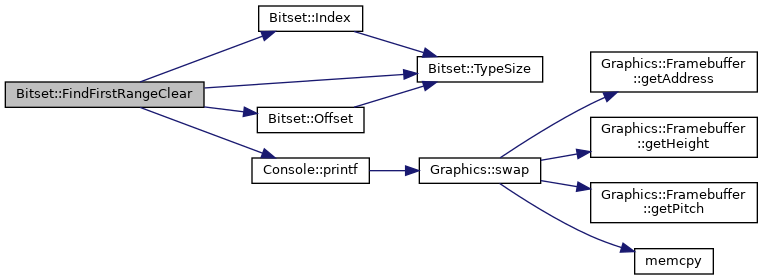 Bitset::FindFirstRangeClear
Bitset::Index
Bitset::TypeSize
Bitset::Offset
Console::printf
Graphics::swap
Graphics::Framebuffer
::getAddress
Graphics::Framebuffer
::getHeight
Graphics::Framebuffer
::getPitch
memcpy